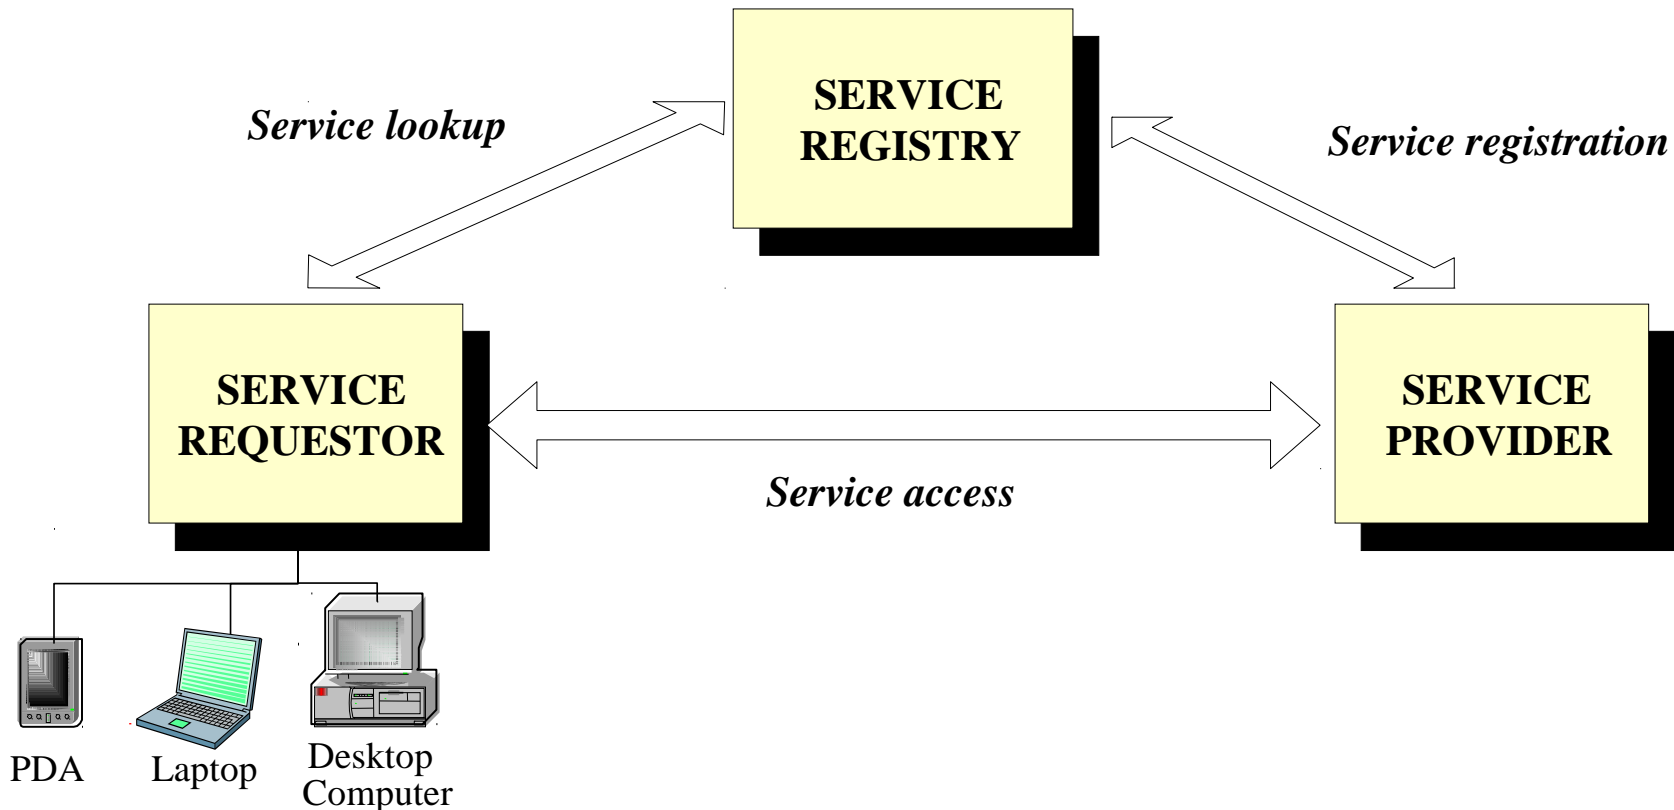 SERVICE
REGISTRY
Service lookup
Service registration
SERVICE
REQUESTOR
SERVICE
PROVIDER
Service access
PDA
Laptop
Desktop
Computer